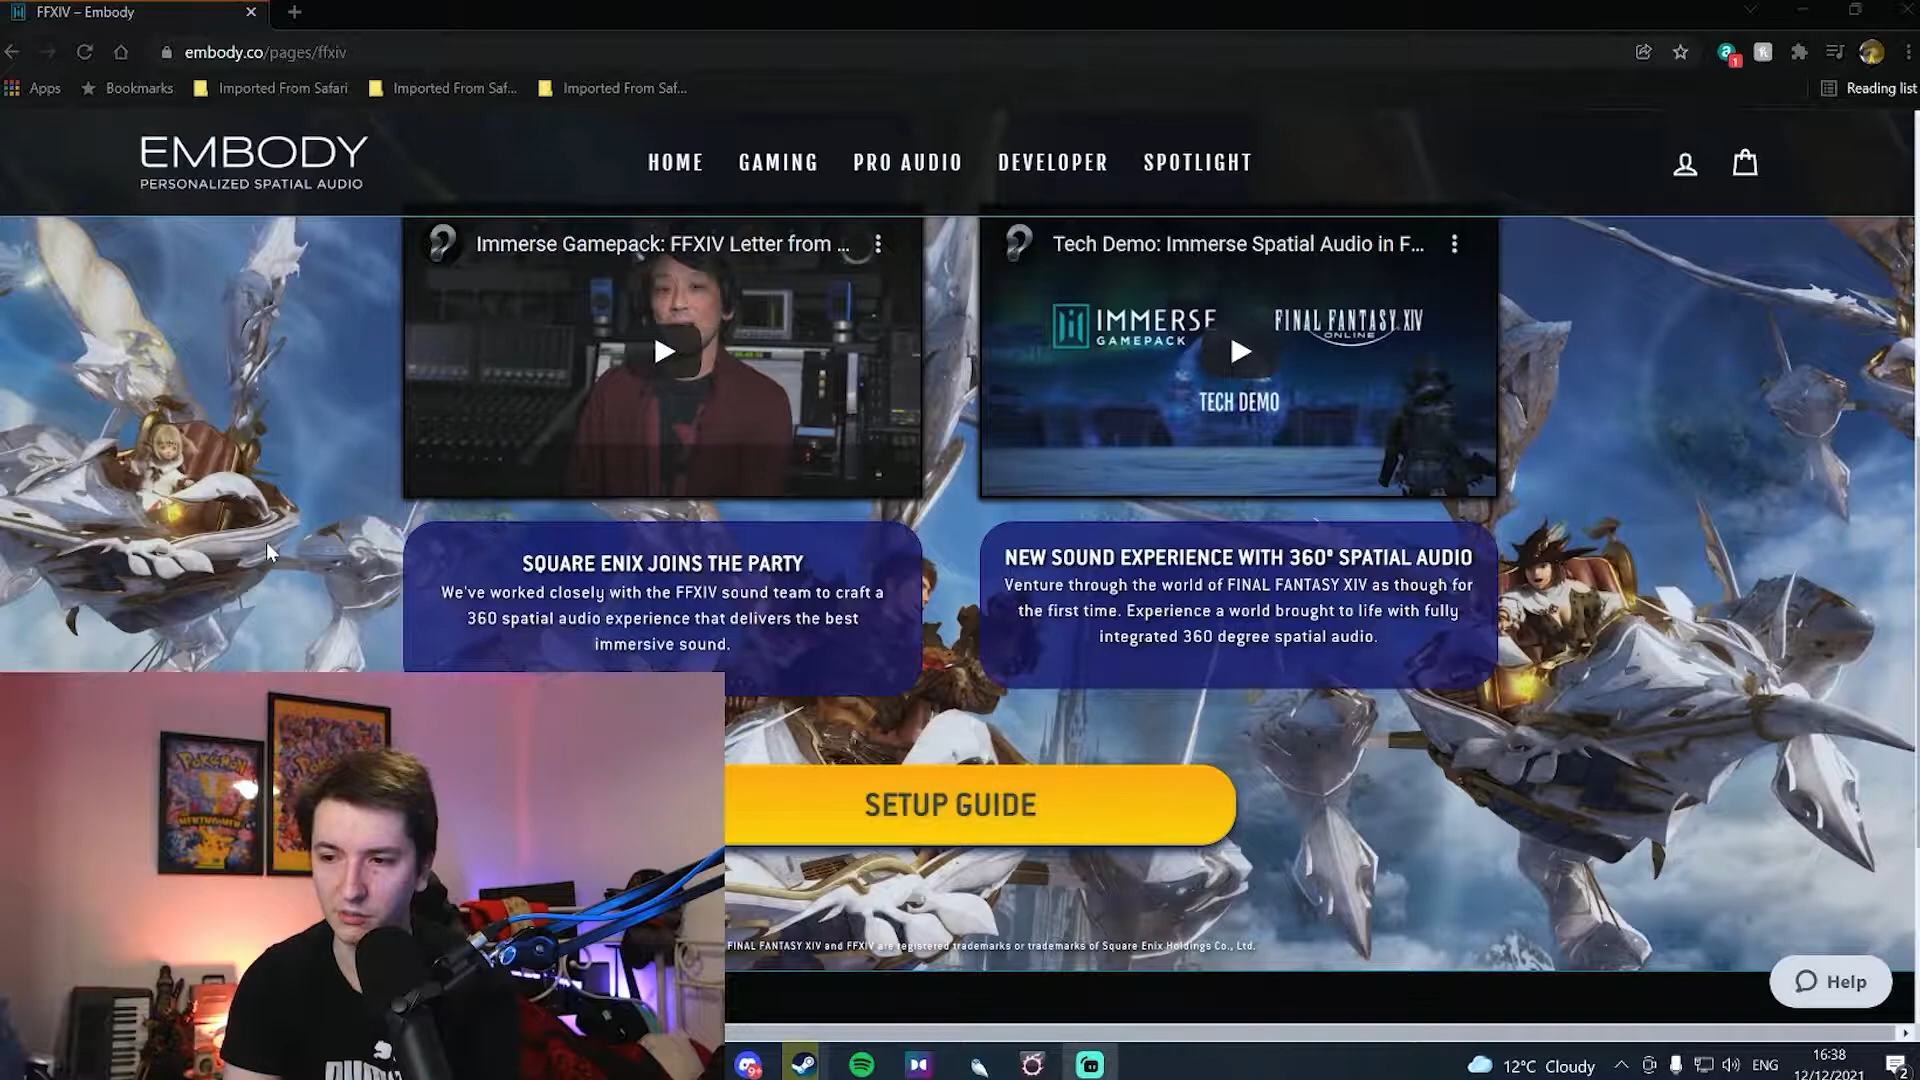 FFXIV – Embody
embody.co/pages/ffxiv
1
Apps
Bookmarks
Imported From Safari
Imported From Saf...
Imported From Saf...
Reading list
EMBODY
PERSONALIZED SPATIAL AUDIO
HOME
GAMING
PRO AUDIO
DEVELOPER
SPOTLIGHT
Immerse Gamepack: FFXIV Letter from ...
Tech Demo: Immerse Spatial Audio in F...
IMMERSE
GAMEPACK
FINAL FANTASY XIV
ONLINE
TECH DEMO
SQUARE ENIX JOINS THE PARTY
We've worked closely with the FFXIV sound team to craft a
360 spatial audio experience that delivers the best
immersive sound.
NEW SOUND EXPERIENCE WITH 360° SPATIAL AUDIO
Venture through the world of FINAL FANTASY XIV as though for
the first time. Experience a world brought to life with fully
integrated 360 degree spatial audio.
POKéMON
SETUP GUIDE
FINAL FANTASY XIV and FFXIV are registered trademarks or trademarks of Square Enix Holdings Co., Ltd.
Help
9+
12°C Cloudy
ENG
16:38
12/12/2021
2